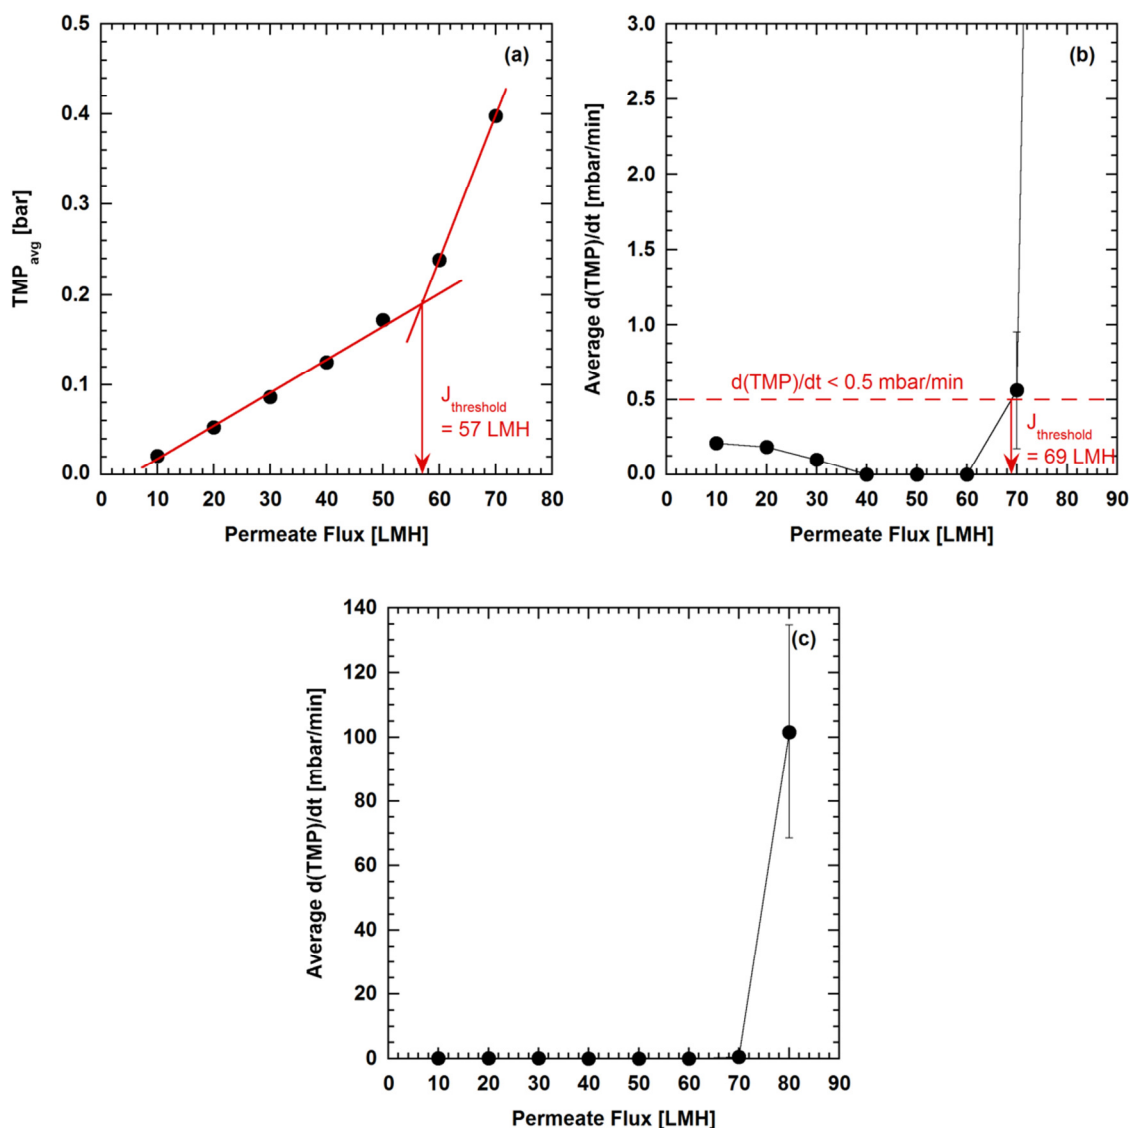 (a)
TMP_avg [bar]
0.5
0.4
0.3
0.2
0.1
0.0
J_threshold
= 57 LMH
0 10 20 30 40 50 60 70 80
Permeate Flux [LMH]
(b)
Average d(TMP)/dt [mbar/min]
3.0
2.5
2.0
1.5
1.0
0.5
0.0
d(TMP)/dt < 0.5 mbar/min
J_threshold
= 69 LMH
0 10 20 30 40 50 60 70 80 90
Permeate Flux [LMH]
(c)
Average d(TMP)/dt [mbar/min]
140
120
100
80
60
40
20
0
0 10 20 30 40 50 60 70 80 90
Permeate Flux [LMH]